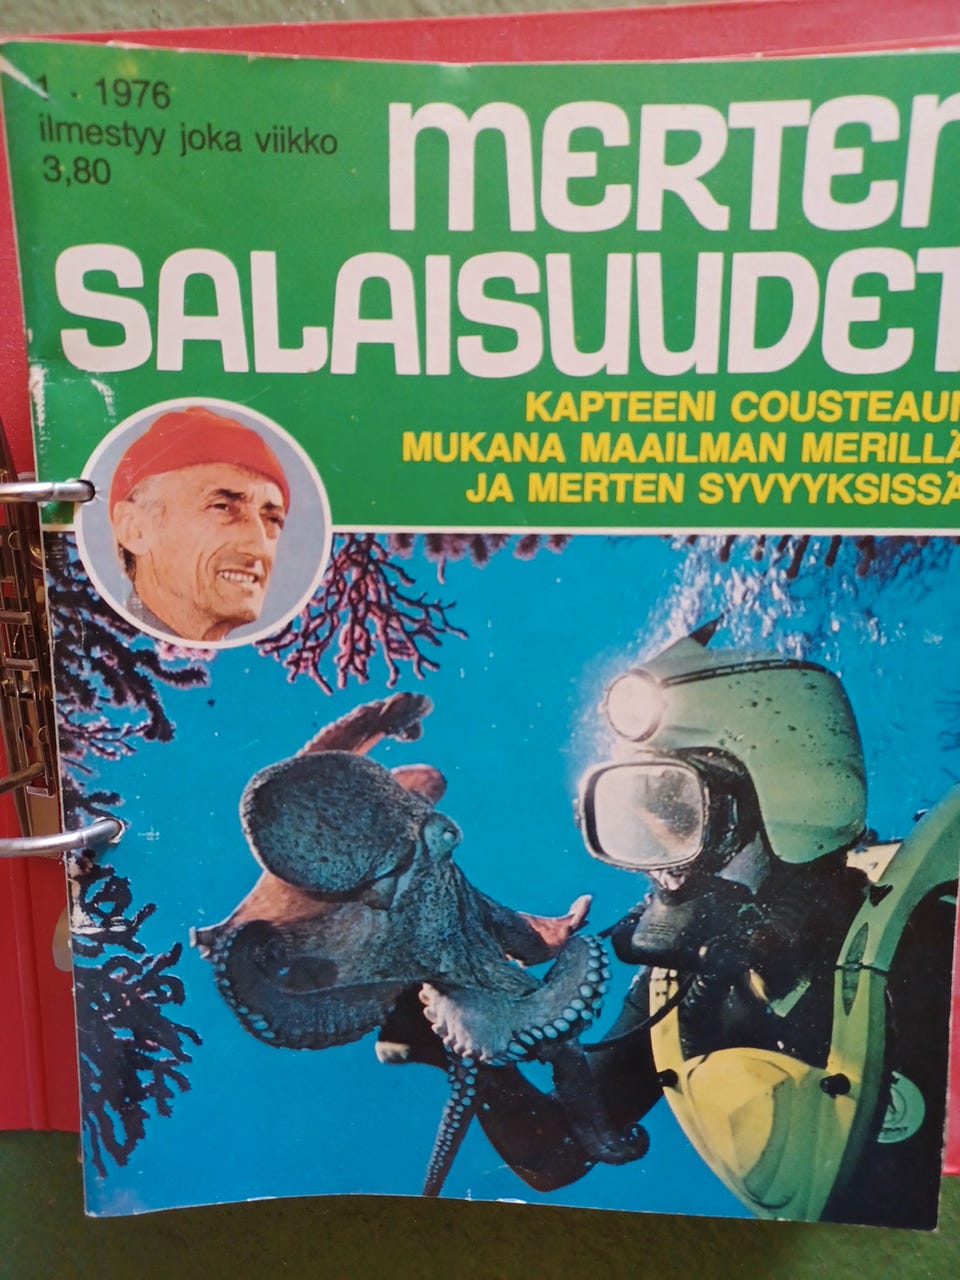 1 . 1976
ilmestyy joka viikko
3,80
MERTEN
SALAISUUDET
KAPTEENI COUSTEAUN
MUKANA MAAILMAN MERILLÄ
JA MERTEN SYVYYKSISSÄ